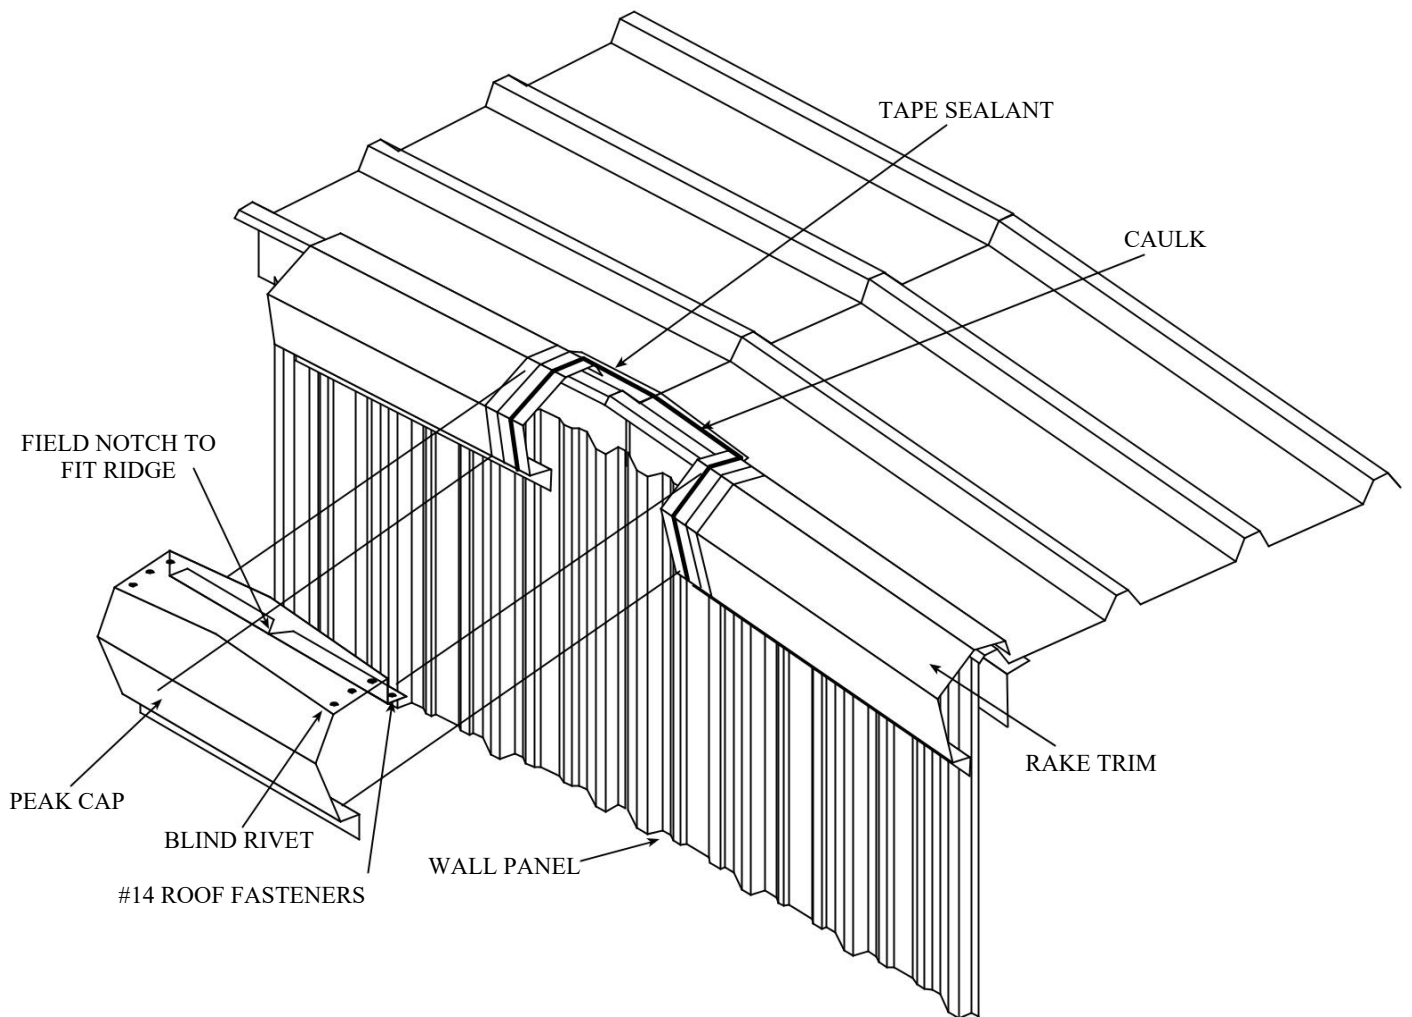 TAPE SEALANT
CAULK
FIELD NOTCH TO
FIT RIDGE
PEAK CAP
BLIND RIVET
#14 ROOF FASTENERS
WALL PANEL
RAKE TRIM